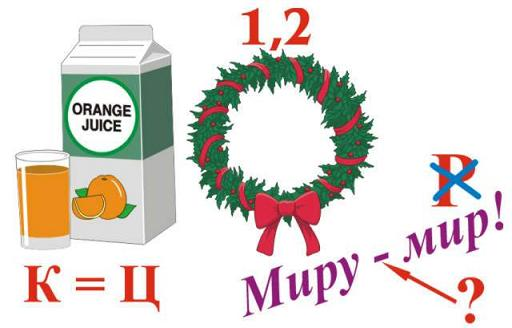 1,2
ORANGE
JUICE
Р
К = Ц
Миру - мир!
?